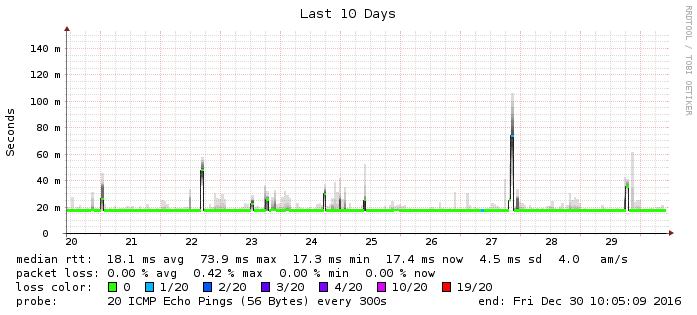 Last 10 Days
RRDTOOL / TOBI OETIKER
Seconds
140 m
120 m
100 m
80 m
60 m
40 m
20 m
0
20 21 22 23 24 25 26 27 28 29
median rtt: 18.1 ms avg 73.9 ms max 17.3 ms min 17.4 ms now 4.5 ms sd 4.0 am/s
packet loss: 0.00 % avg 0.42 % max 0.00 % min 0.00 % now
loss color: 0 1/20 2/20 3/20 4/20 10/20 19/20
probe: 20 ICMP Echo Pings (56 Bytes) every 300s end: Fri Dec 30 10:05:09 2016